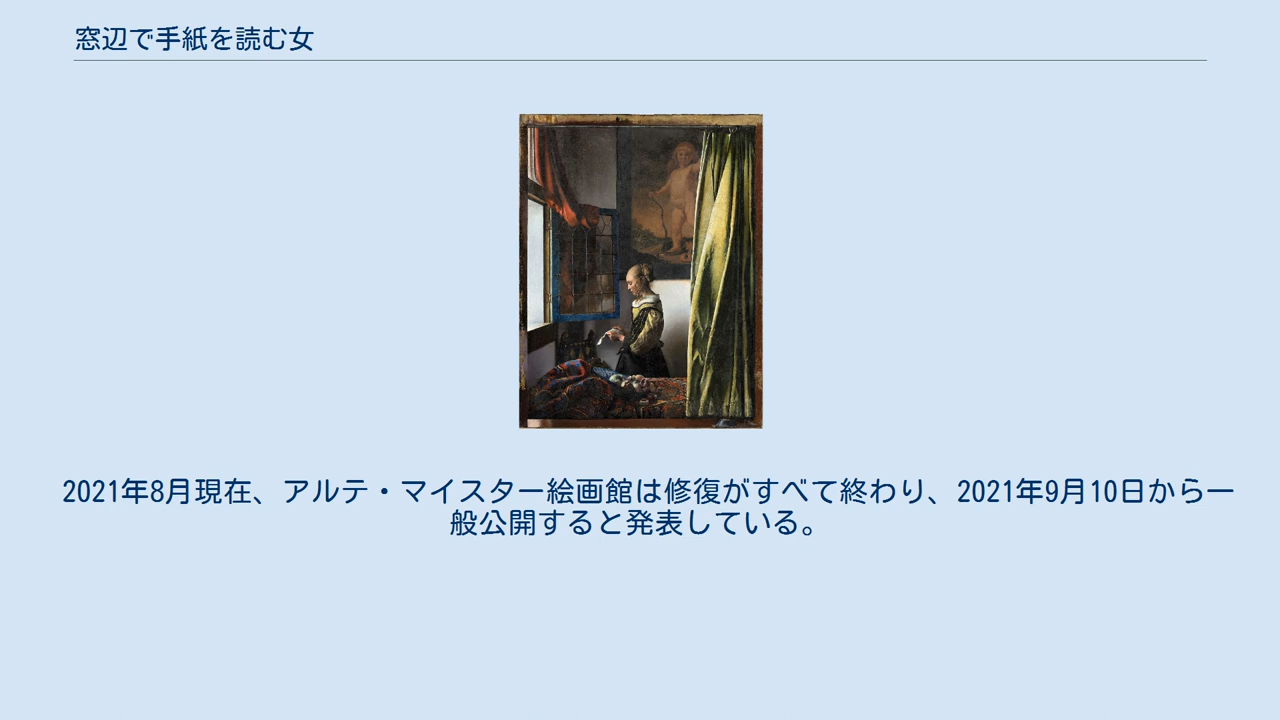 窓辺で手紙を読む女
2021年8月現在、アルテ・マイスター絵画館は修復がすべて終わり、2021年9月10日から一
般公開すると発表している。